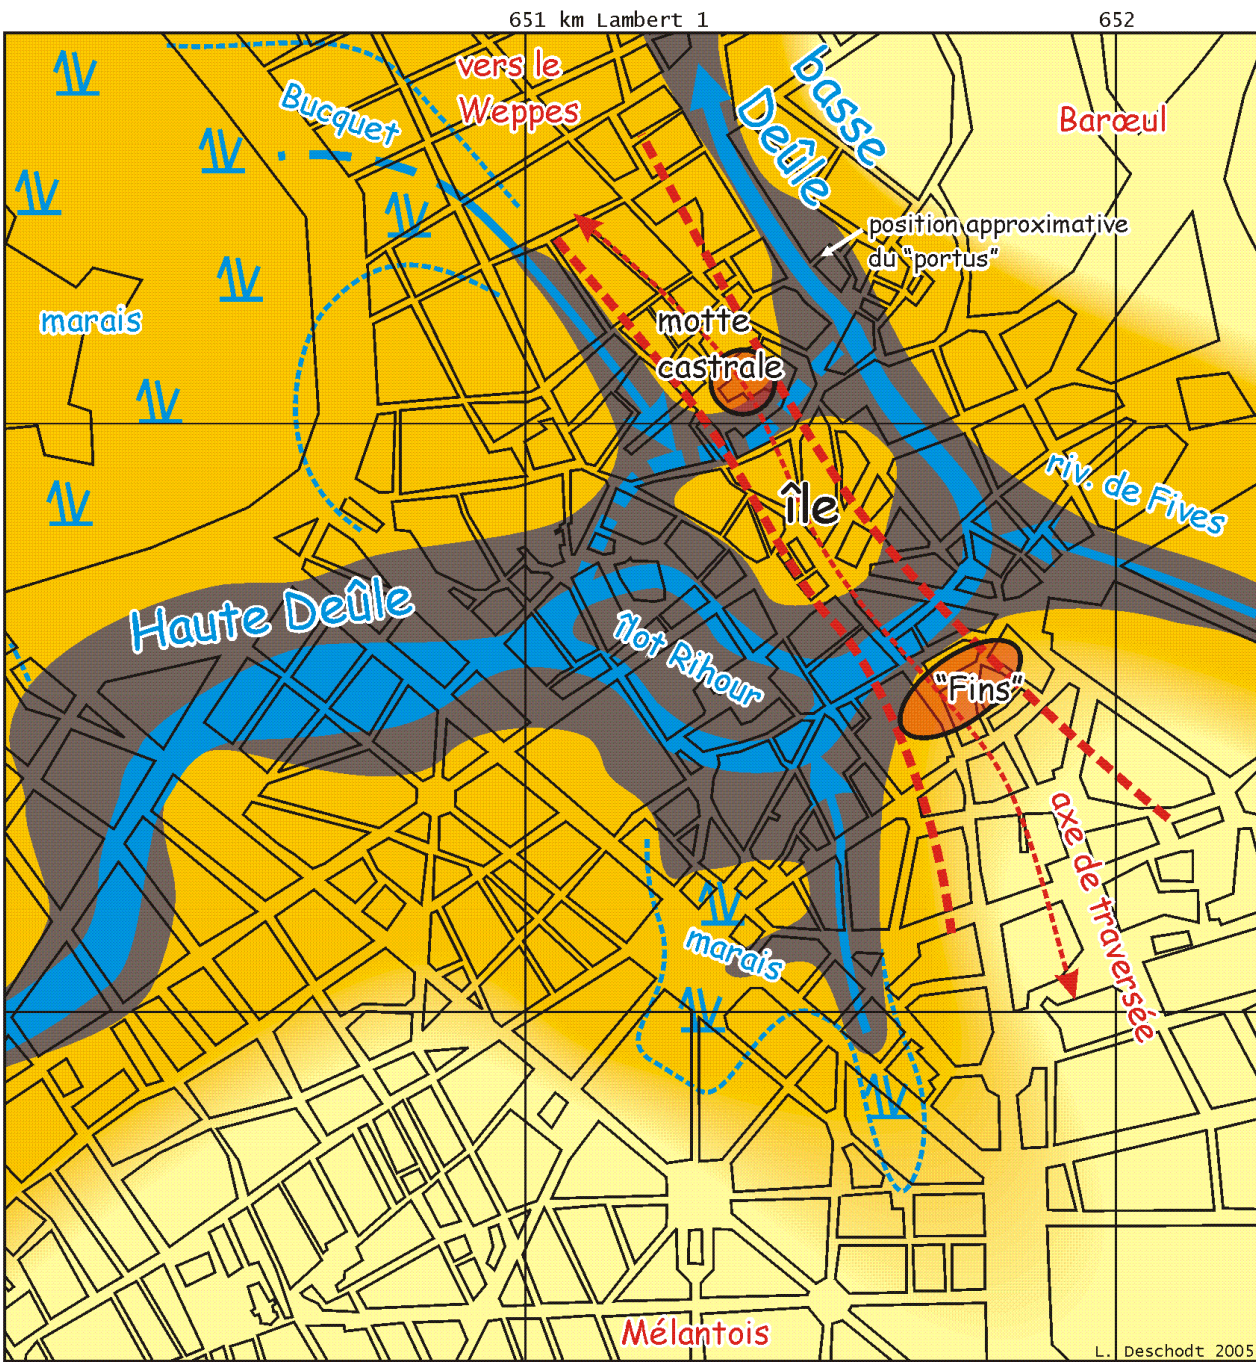 651 km Lambert 1
652
vers le
Weppes
Bucquet
basse
Deûle
Barœul
position approximative
du "portus"
marais
motte
castrale
île
riv. de Fives
Haute Deûle
îlot Rihour
"Fins"
axe de traversée
marais
Mélantois
L. Deschodt 2005